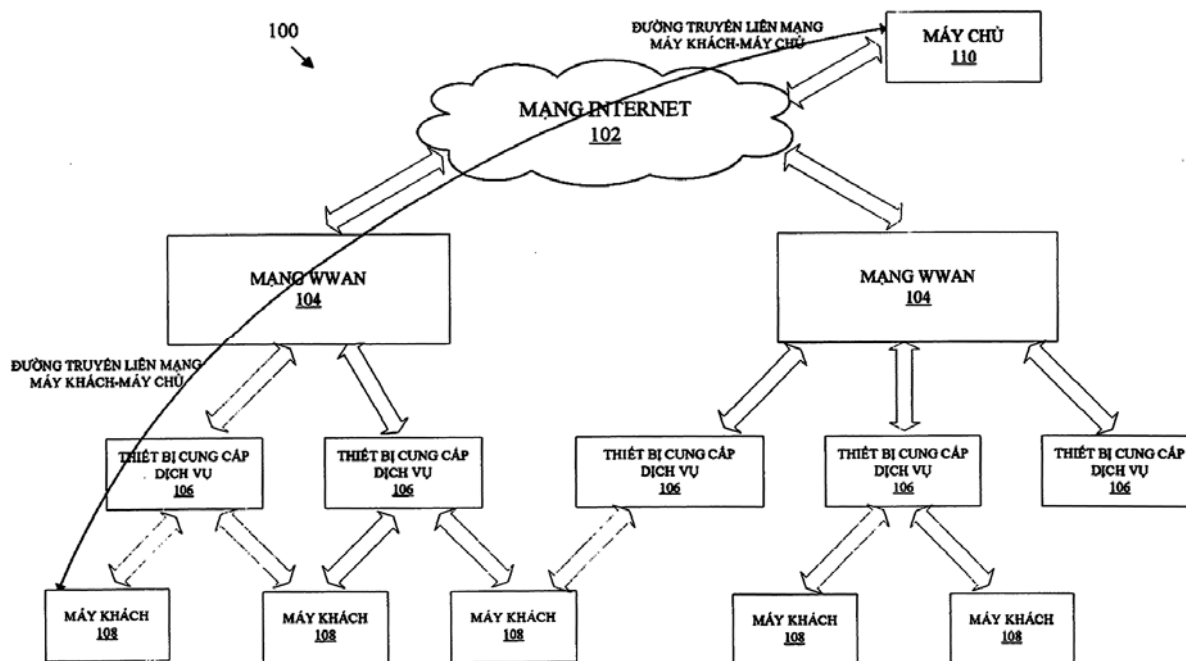 100
ĐƯỜNG TRUYỀN LIÊN MẠNG
MÁY KHÁCH-MÁY CHỦ
MÁY CHỦ
110
MẠNG INTERNET
102
MẠNG WWAN
104
MẠNG WWAN
104
ĐƯỜNG TRUYỀN LIÊN MẠNG
MÁY KHÁCH-MÁY CHỦ
THIẾT BỊ CUNG CẤP
DỊCH VỤ
106
THIẾT BỊ CUNG CẤP
DỊCH VỤ
106
THIẾT BỊ CUNG CẤP
DỊCH VỤ
106
THIẾT BỊ CUNG CẤP
DỊCH VỤ
106
THIẾT BỊ CUNG CẤP
DỊCH VỤ
106
MÁY KHÁCH
108
MÁY KHÁCH
108
MÁY KHÁCH
108
MÁY KHÁCH
108
MÁY KHÁCH
108